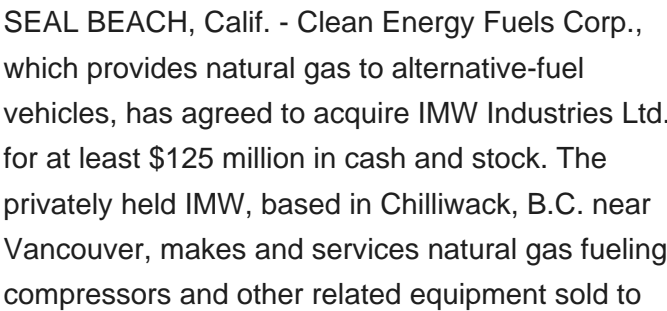 SEAL BEACH, Calif. - Clean Energy Fuels Corp.,
which provides natural gas to alternative-fuel
vehicles, has agreed to acquire IMW Industries Ltd.
for at least $125 million in cash and stock. The
privately held IMW, based in Chilliwack, B.C. near
Vancouver, makes and services natural gas fueling
compressors and other related equipment sold to